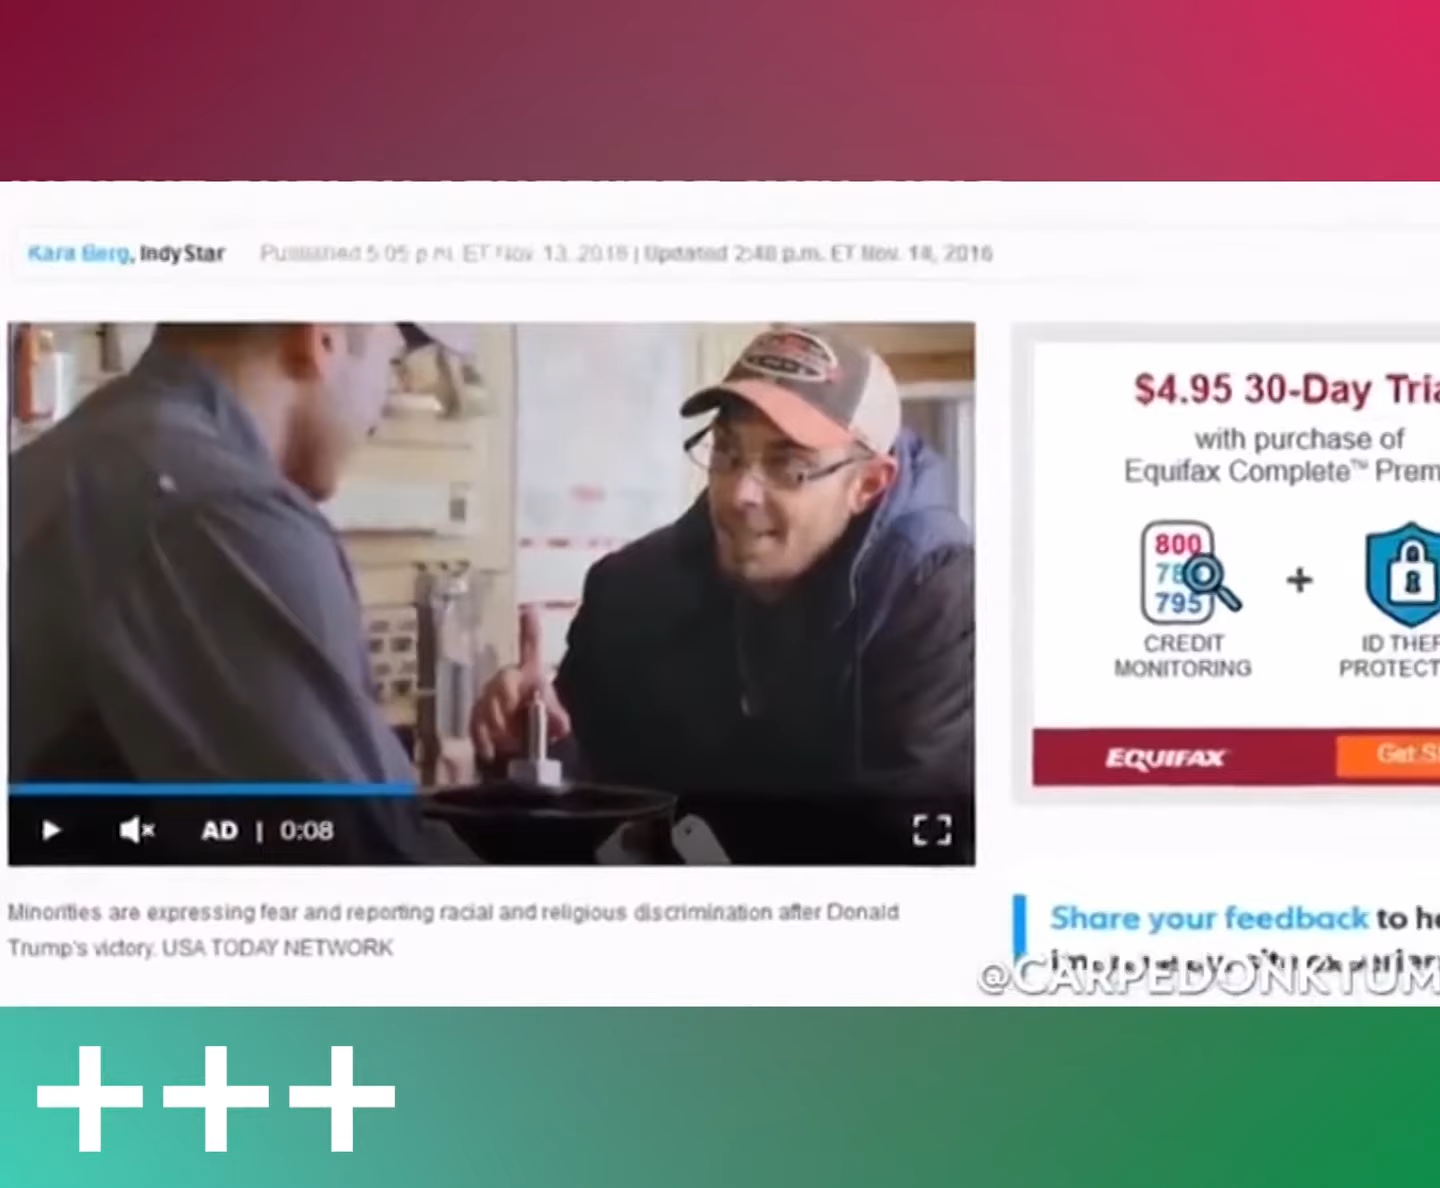 Kara Berg, IndyStar
Published 5:05 p.m. ET Nov. 13, 2016 | Updated 2:48 p.m. ET Nov. 14, 2016
$4.95 30-Day Tria
with purchase of
Equifax Complete™ Prem
800
795
CREDIT
MONITORING
+
ID THEF
PROTECT
EQUIFAX
Get S
AD | 0:08
Minorities are expressing fear and reporting racial and religious discrimination after Donald
Trump's victory. USA TODAY NETWORK
Share your feedback to he
@CARPEDONKTUM
+++